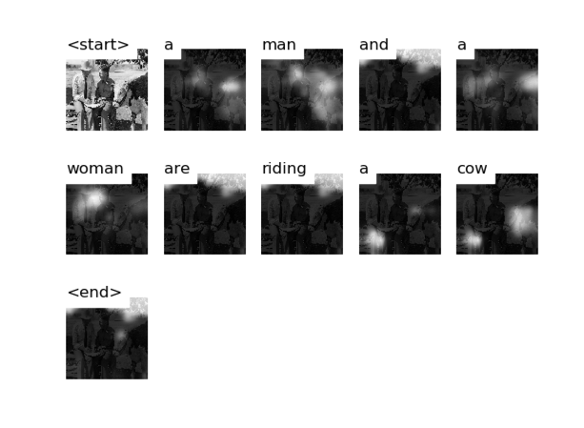 <start> a man and a
woman are riding a cow
<end>